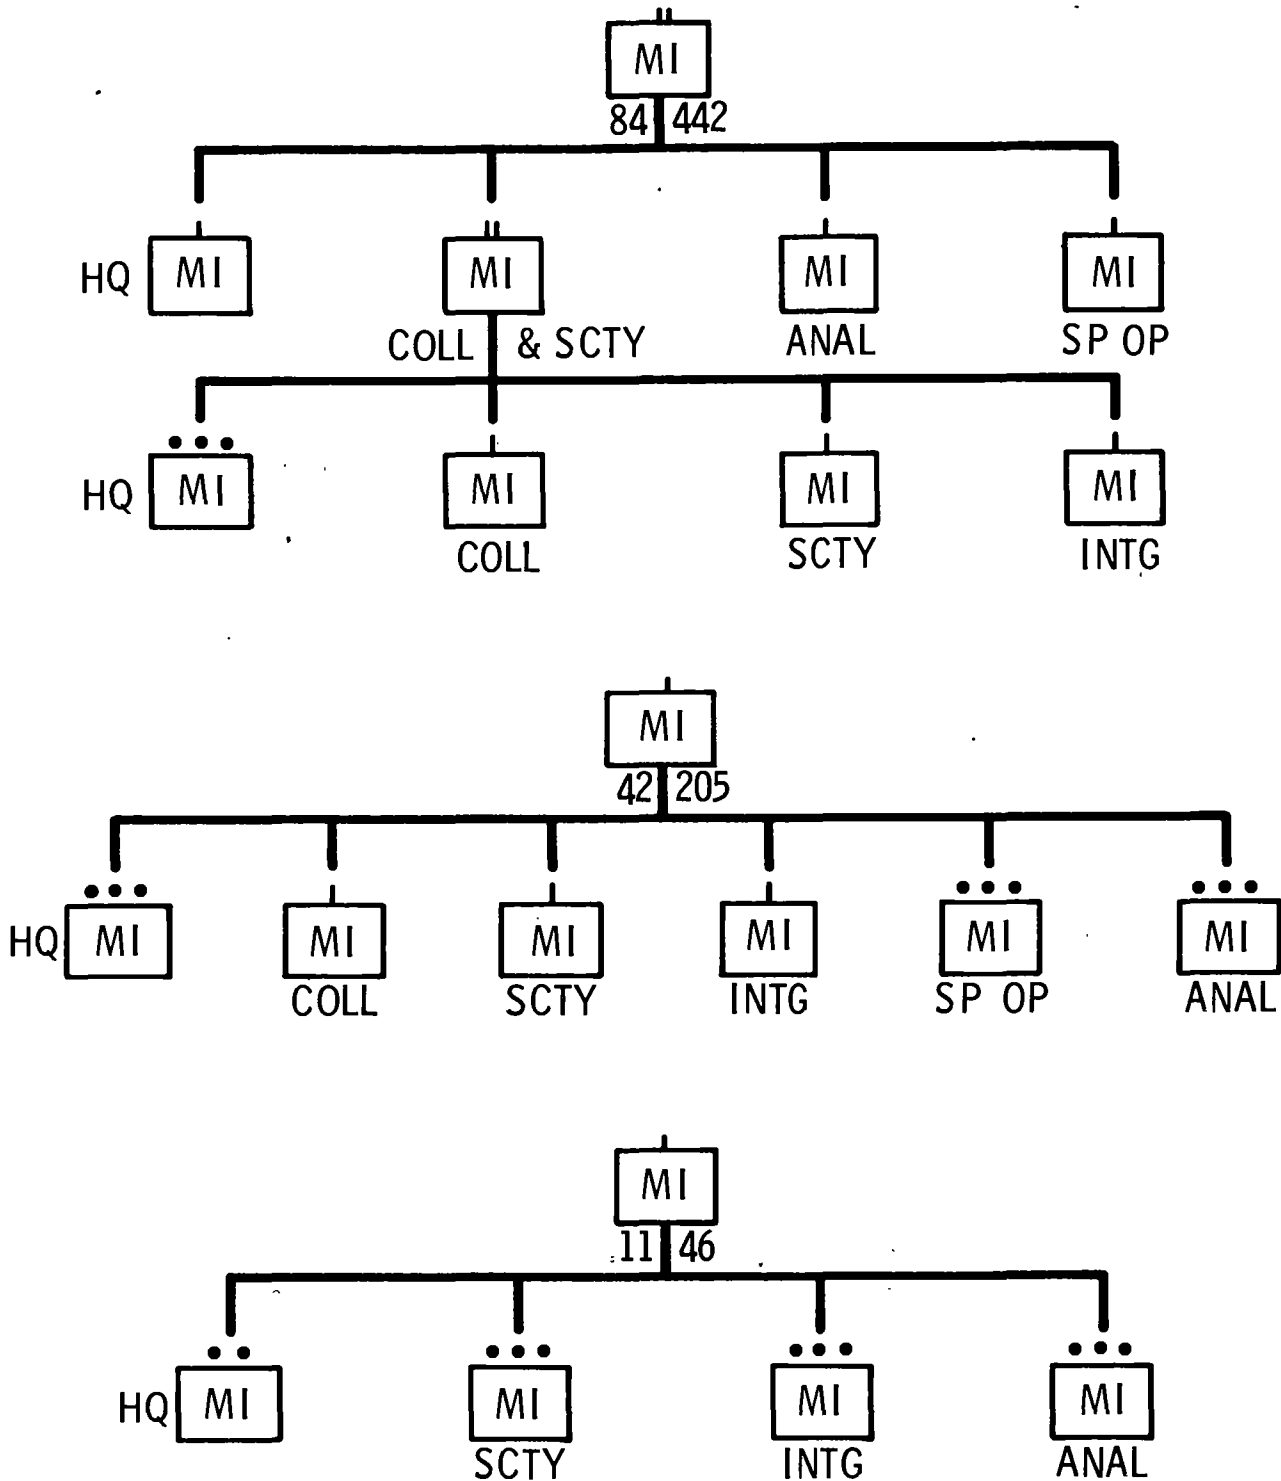 MI
84 442
HQ MI MI MI MI
COLL & SCTY ANAL SP OP
HQ MI MI MI MI
COLL SCTY INTG
MI
42 205
HQ MI MI MI MI MI MI
COLL SCTY INTG SP OP ANAL
MI
11 46
HQ MI MI MI MI
SCTY INTG ANAL